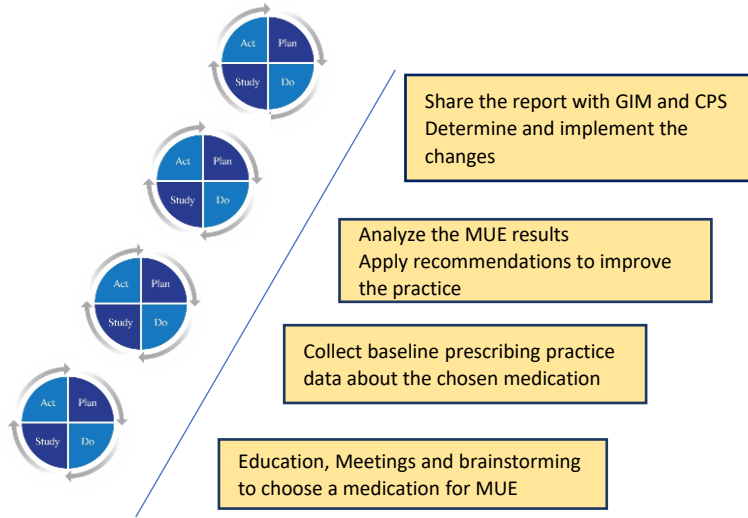 Act Plan
Study Do
Share the report with GIM and CPS
Determine and implement the
changes
Act Plan
Study Do
Analyze the MUE results
Apply recommendations to improve
the practice
Act Plan
Study Do
Collect baseline prescribing practice
data about the chosen medication
Act Plan
Study Do
Education, Meetings and brainstorming
to choose a medication for MUE